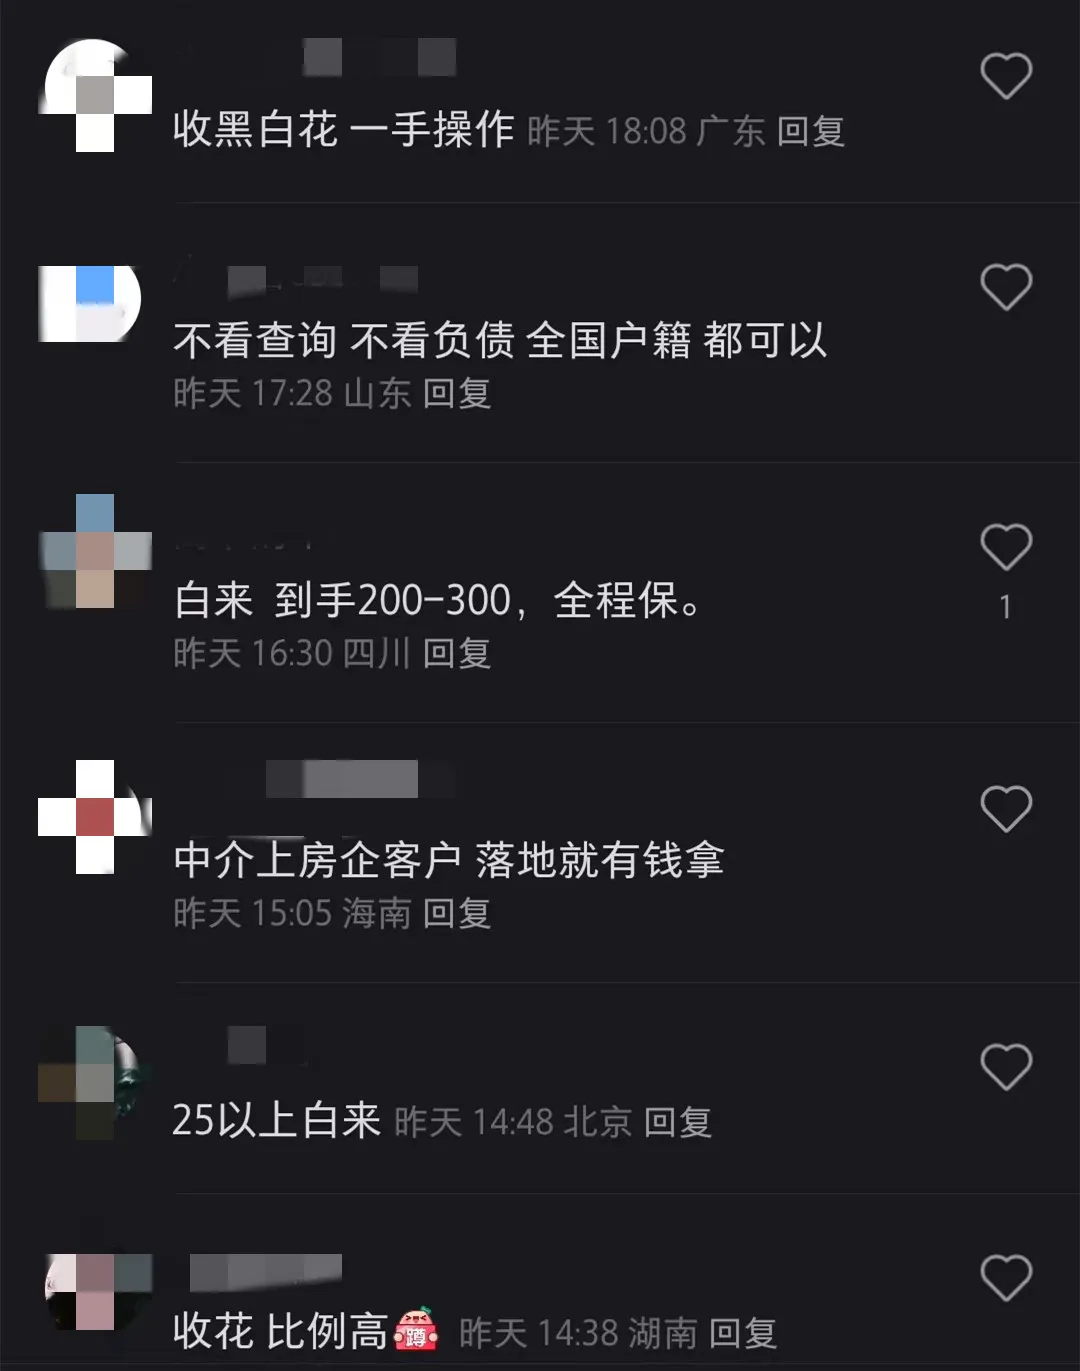 收黑白花 一手操作 昨天 18:08 广东 回复
不看查询 不看负债 全国户籍 都可以
昨天 17:28 山东 回复
白来 到手200-300，全程保。
1
昨天 16:30 四川 回复
中介上房企客户 落地就有钱拿
昨天 15:05 海南 回复
25以上白来 昨天 14:48 北京 回复
收花 比例高 蹲 昨天 14:38 湖南 回复